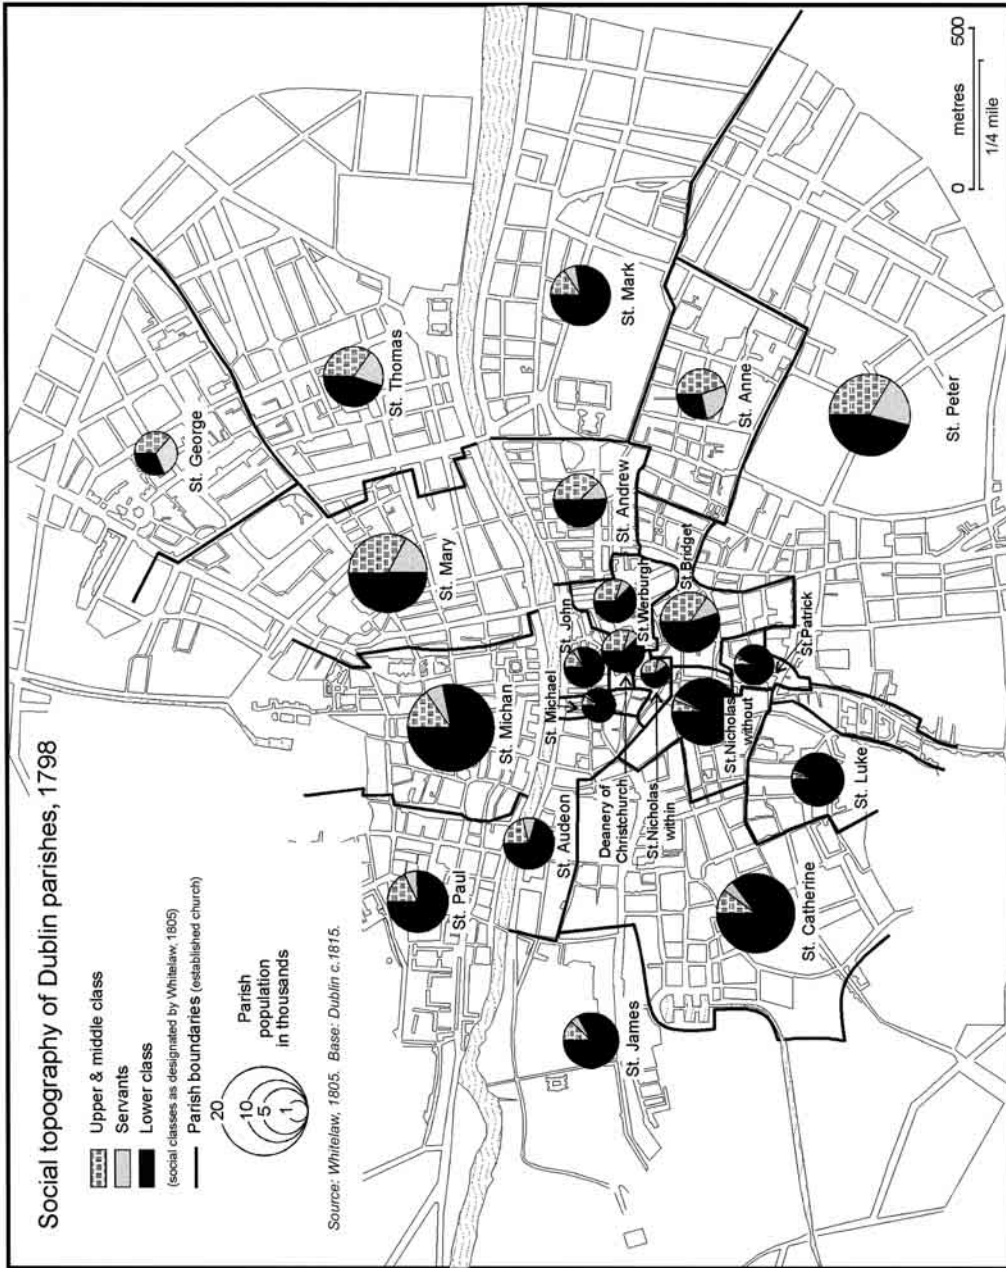 Social topography of Dublin parishes, 1798
Upper & middle class
Servants
Lower class
(social classes as designated by Whitelaw, 1805)
Parish boundaries (established church)
Parish
population
in thousands
20
10
5
1
Source: Whitelaw, 1805. Base: Dublin c.1815.
St. George
St. Thomas
St. Mary
St. Michan
St. Paul
St. Audeon
St. Michael
St. John
St. Werburgh
St. Andrew
St. Mark
St. Anne
St. Bridget
St. Peter
St. Patrick
St. Nicholas
without
St. Luke
Deanery of
Christchurch
St. Nicholas
within
St. Catherine
St. James
0
metres
500
1/4 mile